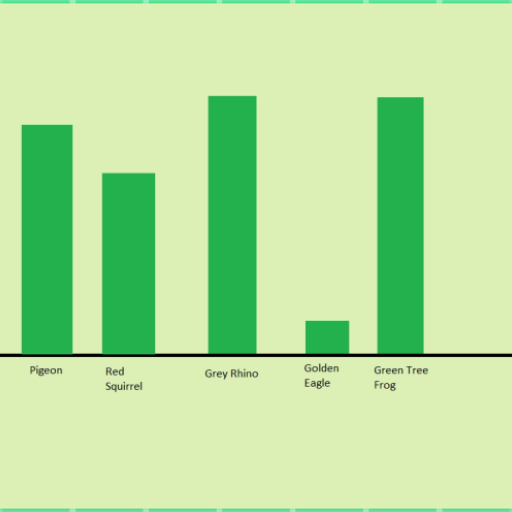 Pigeon
Red
Squirrel
Grey Rhino
Golden
Eagle
Green Tree
Frog